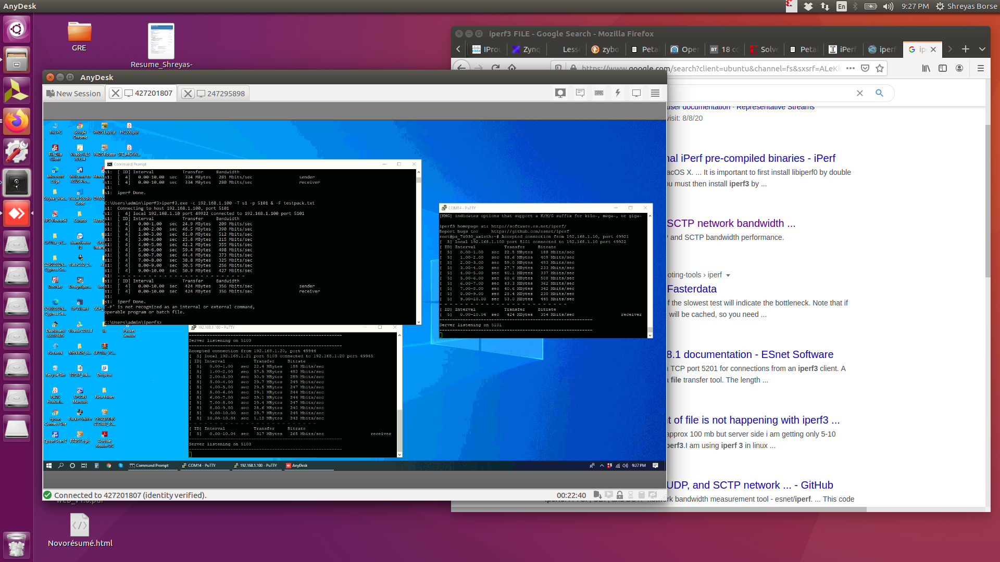 AnyDesk
En
9:27 PM
Shreyas Borse
GRE
Resume_Shreyas-
Novorésumé.html
iperf3 FILE - Google Search - Mozilla Firefox
IProu
Zynq
Lesso
zybo
Peta
Oper
BT 18 co
Solve
Peta
iPerf
iperf
ip
https://www.google.com/search?client=ubuntu&channel=fs&sxsrf=ALeKk
user documentation · Representative Streams
visit: 8/8/20
nal iPerf pre-compiled binaries - iPerf
acOS X. ... It is important to first install libiperf0 by double
u must then install iperf3 by ...
SCTP network bandwidth ...
P and SCTP bandwidth performance.
oting-tools › iperf
Fasterdata
f the slowest test will indicate the bottleneck. Note that if
will be cached, so you need ...
8.1 documentation - ESnet Software
TCP port 5201 for connections from an iperf3 client. A
a file transfer tool. The length ...
t of file is not happening with iperf3 ...
approx 100 mb but server side i am getting only 5-10
perf3.I am using iperf 3 in linux ...
UDP, and SCTP network ... - GitHub
bandwidth measurement tool - esnet/iperf. ... This code
AnyDesk
New Session
427201807
247295898
This PC
Google Chrome
PADS Layout
HC500.pdf
FileZilla Client
Vivado HLS 2015.4
PADS Router
SFE_MGXW...
Microsoft Edge
Welcome to ASUS Pro...
Stryker_Wat...
Visual Studio Code
XPS Viewer64
Cunato
CP210x_VC...
TeamViewer 13
S29GL032N... Cypress Se...
AutoCAD_2...
DocNav
DesignSpar...
S29GL032N... Cypress Se...
LP-Wizard
Dashboard
Vivado 2015.4
Packet Sender
Network
MENTOR_G...
CP210x_VC...
Recycle Bin
3DEXP_Mk...
Dropbox
PADS Evaluat...
EPSON Manuals
New folder
Epson Connect Site
Packet Sniffer
ZYNQ7014S
Epson Scan 2
PADS Logic
Acrobat Reader DC
Command Prompt
s1: [ ID] Interval Transfer Bandwidth
s1: [ 4] 0.00-10.00 sec 334 MBytes 281 Mbits/sec sender
s1: [ 4] 0.00-10.00 sec 334 MBytes 280 Mbits/sec receiver
s1:
s1: iperf Done.
C:\Users\admin\iperf3>iperf3.exe -c 192.168.1.100 -T s1 -p 5101 & -F testpack.txt
s1: Connecting to host 192.168.1.100, port 5101
s1: [ 4] local 192.168.1.10 port 49922 connected to 192.168.1.100 port 5101
s1: [ ID] Interval Transfer Bandwidth
s1: [ 4] 0.00-1.00 sec 24.9 MBytes 209 Mbits/sec
s1: [ 4] 1.00-2.00 sec 46.5 MBytes 390 Mbits/sec
s1: [ 4] 2.00-3.00 sec 61.0 MBytes 512 Mbits/sec
s1: [ 4] 3.00-4.00 sec 25.6 MBytes 215 Mbits/sec
s1: [ 4] 4.00-5.00 sec 42.2 MBytes 355 Mbits/sec
s1: [ 4] 5.00-6.00 sec 59.4 MBytes 498 Mbits/sec
s1: [ 4] 6.00-7.00 sec 44.4 MBytes 373 Mbits/sec
s1: [ 4] 7.00-8.00 sec 38.8 MBytes 325 Mbits/sec
s1: [ 4] 8.00-9.00 sec 30.5 MBytes 256 Mbits/sec
s1: [ 4] 9.00-10.00 sec 50.9 MBytes 427 Mbits/sec
s1: - - - - - - - - - - - - - - - - - - - - - - - - -
s1: [ ID] Interval Transfer Bandwidth
s1: [ 4] 0.00-10.00 sec 424 MBytes 356 Mbits/sec sender
s1: [ 4] 0.00-10.00 sec 424 MBytes 356 Mbits/sec receiver
s1:
s1: iperf Done.
'-F' is not recognized as an internal or external command,
operable program or batch file.
C:\Users\admin\iperf3>
COM14 - PuTTY
[KMG] indicates options that support a K/M/G suffix for kilo-, mega-, or giga-
iperf3 homepage at: http://software.es.net/iperf/
Report bugs to: https://github.com/esnet/iperf
root@pz_7z030_axieth:~# Accepted connection from 192.168.1.10, port 49921
[ 5] local 192.168.1.100 port 5101 connected to 192.168.1.10 port 49922
[ ID] Interval Transfer Bitrate
[ 5] 0.00-1.00 sec 22.5 MBytes 188 Mbits/sec
[ 5] 1.00-2.00 sec 48.6 MBytes 409 Mbits/sec
[ 5] 2.00-3.00 sec 59.0 MBytes 493 Mbits/sec
[ 5] 3.00-4.00 sec 27.7 MBytes 233 Mbits/sec
[ 5] 4.00-5.00 sec 40.1 MBytes 337 Mbits/sec
[ 5] 5.00-6.00 sec 60.6 MBytes 508 Mbits/sec
[ 5] 6.00-7.00 sec 43.3 MBytes 362 Mbits/sec
[ 5] 7.00-8.00 sec 40.6 MBytes 342 Mbits/sec
[ 5] 8.00-9.00 sec 28.4 MBytes 238 Mbits/sec
[ 5] 9.00-10.00 sec 53.0 MBytes 445 Mbits/sec
- - - - - - - - - - - - - - - - - - - - - - - - -
[ ID] Interval Transfer Bitrate
[ 5] 0.00-10.04 sec 424 MBytes 354 Mbits/sec receiver
Server listening on 5101
192.168.1.100 - PuTTY
Server listening on 5103
Accepted connection from 192.168.1.20, port 49944
[ 5] local 192.168.1.21 port 5103 connected to 192.168.1.20 port 49945
[ ID] Interval Transfer Bitrate
[ 5] 0.00-1.00 sec 22.4 MBytes 188 Mbits/sec
[ 5] 1.00-2.00 sec 57.5 MBytes 482 Mbits/sec
[ 5] 2.00-3.00 sec 30.9 MBytes 259 Mbits/sec
[ 5] 3.00-4.00 sec 29.7 MBytes 249 Mbits/sec
[ 5] 4.00-5.00 sec 29.5 MBytes 247 Mbits/sec
[ 5] 5.00-6.00 sec 29.1 MBytes 244 Mbits/sec
[ 5] 6.00-7.00 sec 29.1 MBytes 244 Mbits/sec
[ 5] 7.00-8.00 sec 29.4 MBytes 247 Mbits/sec
[ 5] 8.00-9.00 sec 28.6 MBytes 240 Mbits/sec
[ 5] 9.00-10.00 sec 29.7 MBytes 249 Mbits/sec
[ 5] 10.00-10.04 sec 1.12 MBytes 242 Mbits/sec
- - - - - - - - - - - - - - - - - - - - - - - - -
[ ID] Interval Transfer Bitrate
[ 5] 0.00-10.04 sec 317 MBytes 265 Mbits/sec receiver
Server listening on 5103
Command Prompt
COM14 - PuTTY
192.168.1.100 - PuTTY
AnyDesk
9:27 PM
Connected to 427201807 (identity verified).
00:22:40